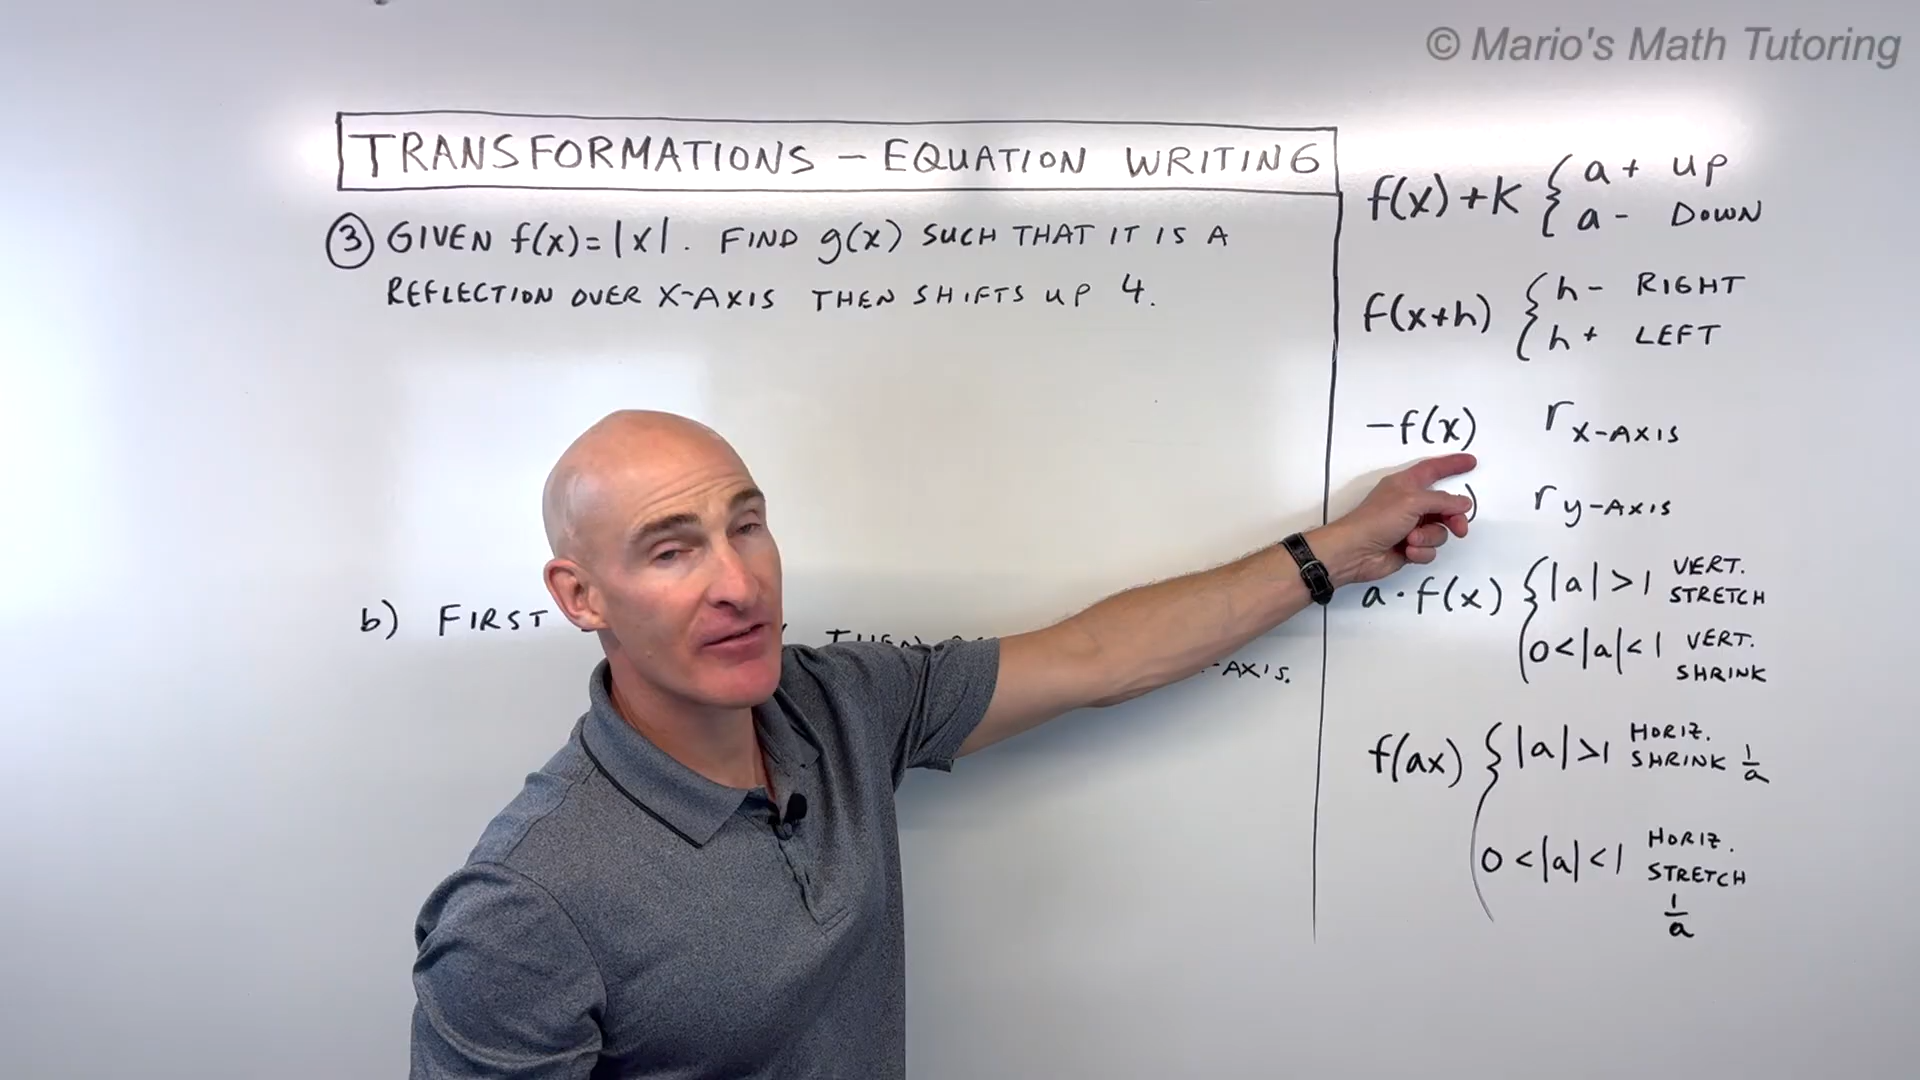 © Mario's Math Tutoring
TRANSFORMATIONS – EQUATION WRITING
③ GIVEN f(x)=|x|. FIND g(x) SUCH THAT IT IS A
REFLECTION OVER X-AXIS THEN SHIFTS UP 4.
b) FIRST
-AXIS.
f(x)+K { a + UP
a - DOWN
f(x+h) { h - RIGHT
h + LEFT
-f(x) r x-AXIS
) r y-AXIS
a·f(x) { |a|>1 VERT.
STRETCH
0<|a|<1 VERT.
SHRINK
f(ax) { |a|>1 HORIZ.
SHRINK 1/a
0<|a|<1 HORIZ.
STRETCH
1/a